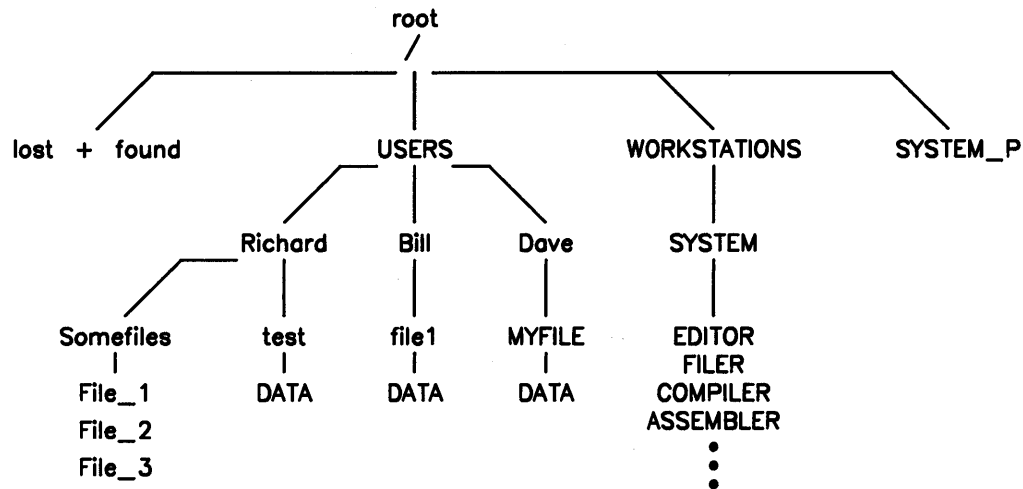 root
lost + found USERS WORKSTATIONS SYSTEM_P
Richard Bill Dave SYSTEM
Somefiles test file1 MYFILE EDITOR
FILER
File_1 DATA DATA DATA COMPILER
ASSEMBLER
File_2
File_3